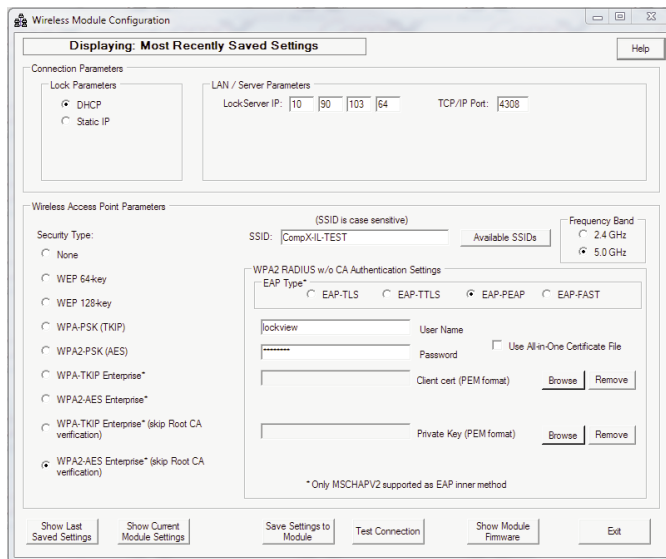 Wireless Module Configuration
Displaying: Most Recently Saved Settings
Help
Connection Parameters
Lock Parameters
DHCP
Static IP
LAN / Server Parameters
LockServer IP: 10 90 103 64
TCP/IP Port: 4308
Wireless Access Point Parameters
(SSID is case sensitive)
SSID: CompX-IL-TEST
Available SSIDs
Frequency Band
2.4 GHz
5.0 GHz
Security Type:
None
WEP 64-key
WEP 128-key
WPA-PSK (TKIP)
WPA2-PSK (AES)
WPA-TKIP Enterprise*
WPA2-AES Enterprise*
WPA-TKIP Enterprise* (skip Root CA
verification)
WPA2-AES Enterprise* (skip Root CA
verification)
WPA2 RADIUS w/o CA Authentication Settings
EAP Type*
EAP-TLS
EAP-TTLS
EAP-PEAP
EAP-FAST
lockview
User Name
********
Password
Use All-in-One Certificate File
Client cert (PEM format)
Browse
Remove
Private Key (PEM format)
Browse
Remove
* Only MSCHAPV2 supported as EAP inner method
Show Last
Saved Settings
Show Current
Module Settings
Save Settings to
Module
Test Connection
Show Module
Firmware
Exit